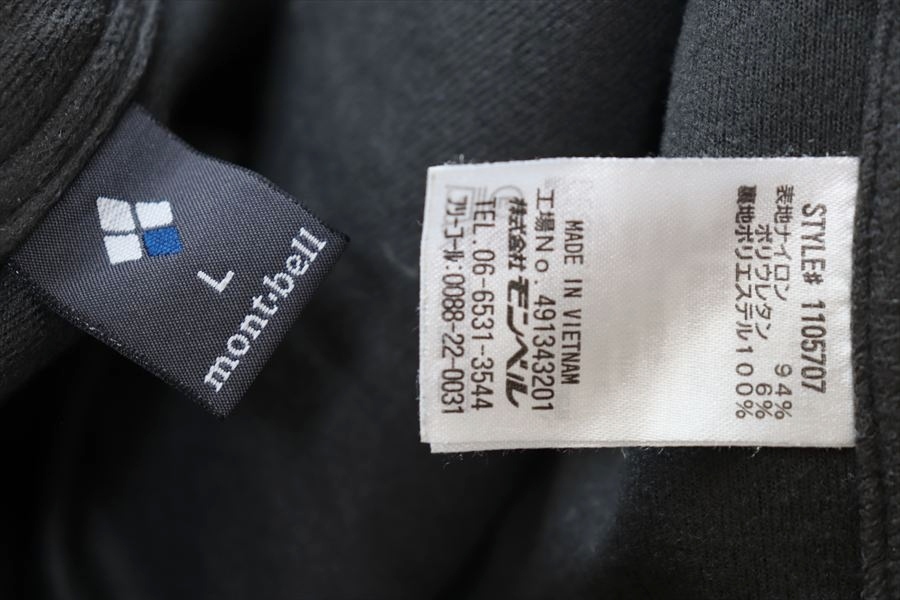 L
mont-bell
STYLE# 1105707
表地ナイロン 94%
ポリウレタン 6%
裏地ポリエステル100%
MADE IN VIETNAM
工場No.491343201
株式会社モンベル
TEL.06-6531-3544
フリーコール:0088-22-0031